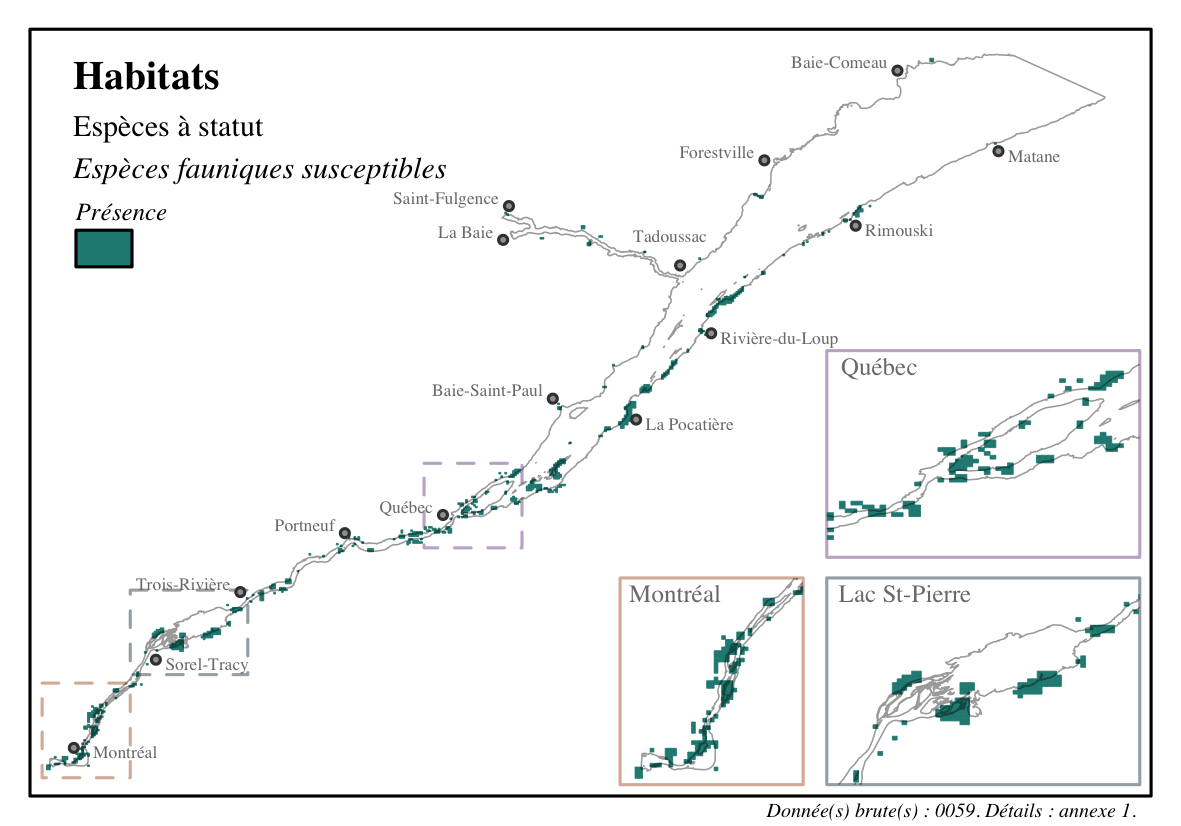 Habitats
Espèces à statut
Espèces fauniques susceptibles
Présence
Baie-Comeau
Forestville
Matane
Saint-Fulgence
La Baie
Tadoussac
Rimouski
Rivière-du-Loup
Baie-Saint-Paul
La Pocatière
Québec
Portneuf
Trois-Rivière
Sorel-Tracy
Montréal
Québec
Montréal
Lac St-Pierre
Donnée(s) brute(s) : 0059. Détails : annexe 1.